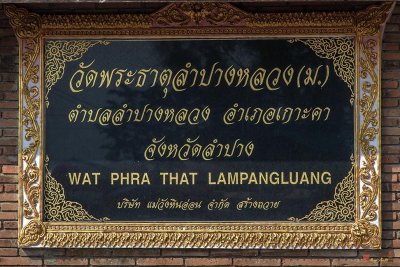 วัดพระธาตุลำปางหลวง(ม.)
ตำบลลำปางหลวง อำเภอเกาะคา
จังหวัดลำปาง
WAT PHRA THAT LAMPANGLUANG
บริษัท แม่วังหินอ่อน จำกัด สร้างถวาย